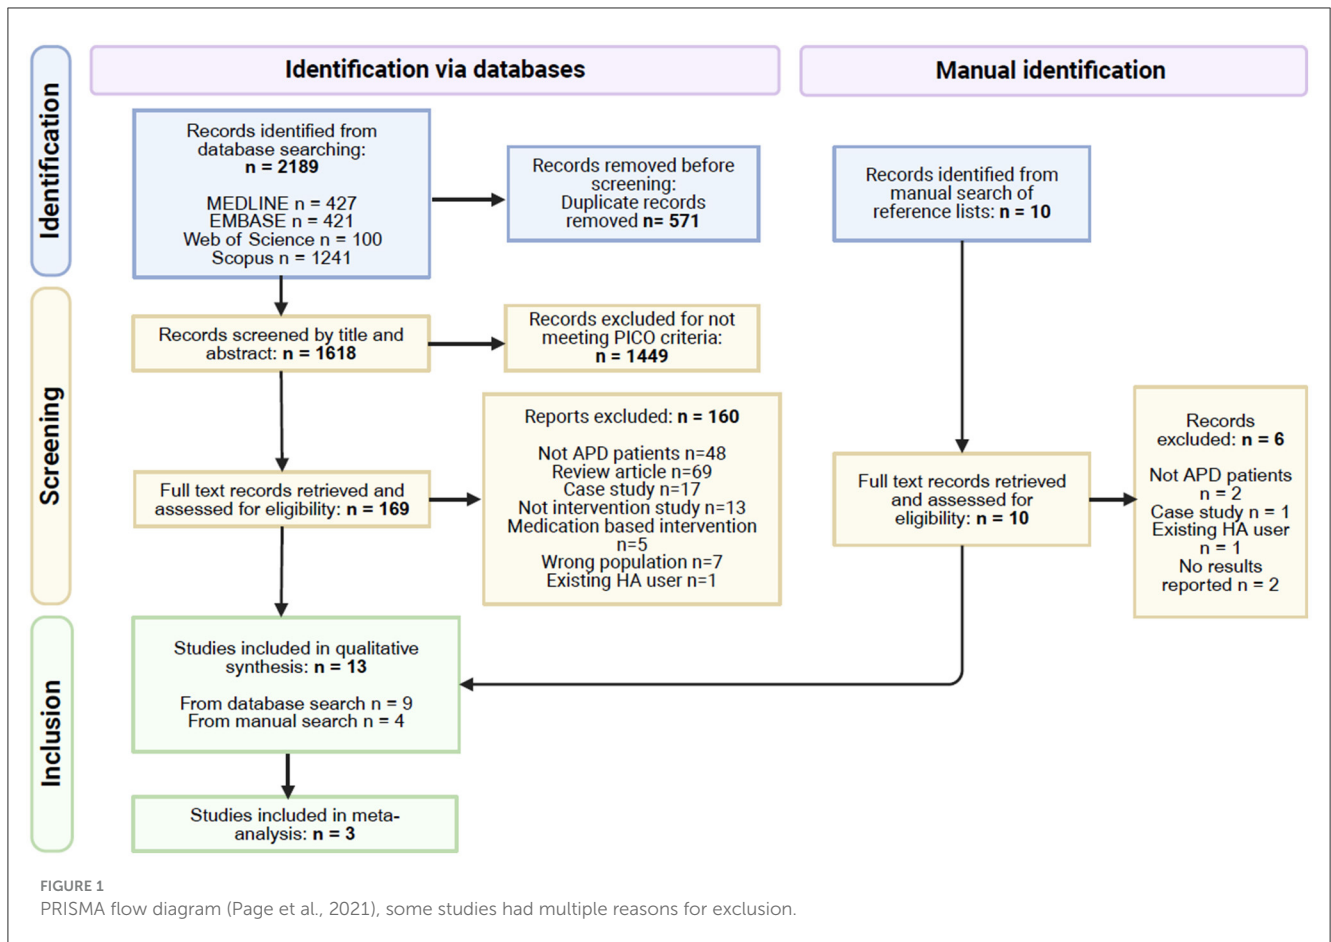 Identification via databases
Manual identification
Identification
Records identified from
database searching:
n = 2189
MEDLINE n = 427
EMBASE n = 421
Web of Science n = 100
Scopus n = 1241
Records removed before
screening:
Duplicate records
removed n= 571
Records identified from
manual search of
reference lists: n = 10
Screening
Records screened by title and
abstract: n = 1618
Records excluded for not
meeting PICO criteria:
n = 1449
Full text records retrieved and
assessed for eligibility: n = 169
Reports excluded: n = 160
Not APD patients n=48
Review article n=69
Case study n=17
Not intervention study n=13
Medication based intervention
n=5
Wrong population n=7
Existing HA user n=1
Full text records retrieved
and assessed for
eligibility: n = 10
Records
excluded: n = 6
Not APD patients
n = 2
Case study n = 1
Existing HA user
n = 1
No results
reported n = 2
Inclusion
Studies included in qualitative
synthesis: n = 13
From database search n = 9
From manual search n = 4
Studies included in meta-
analysis: n = 3
FIGURE 1
PRISMA flow diagram (Page et al., 2021), some studies had multiple reasons for exclusion.